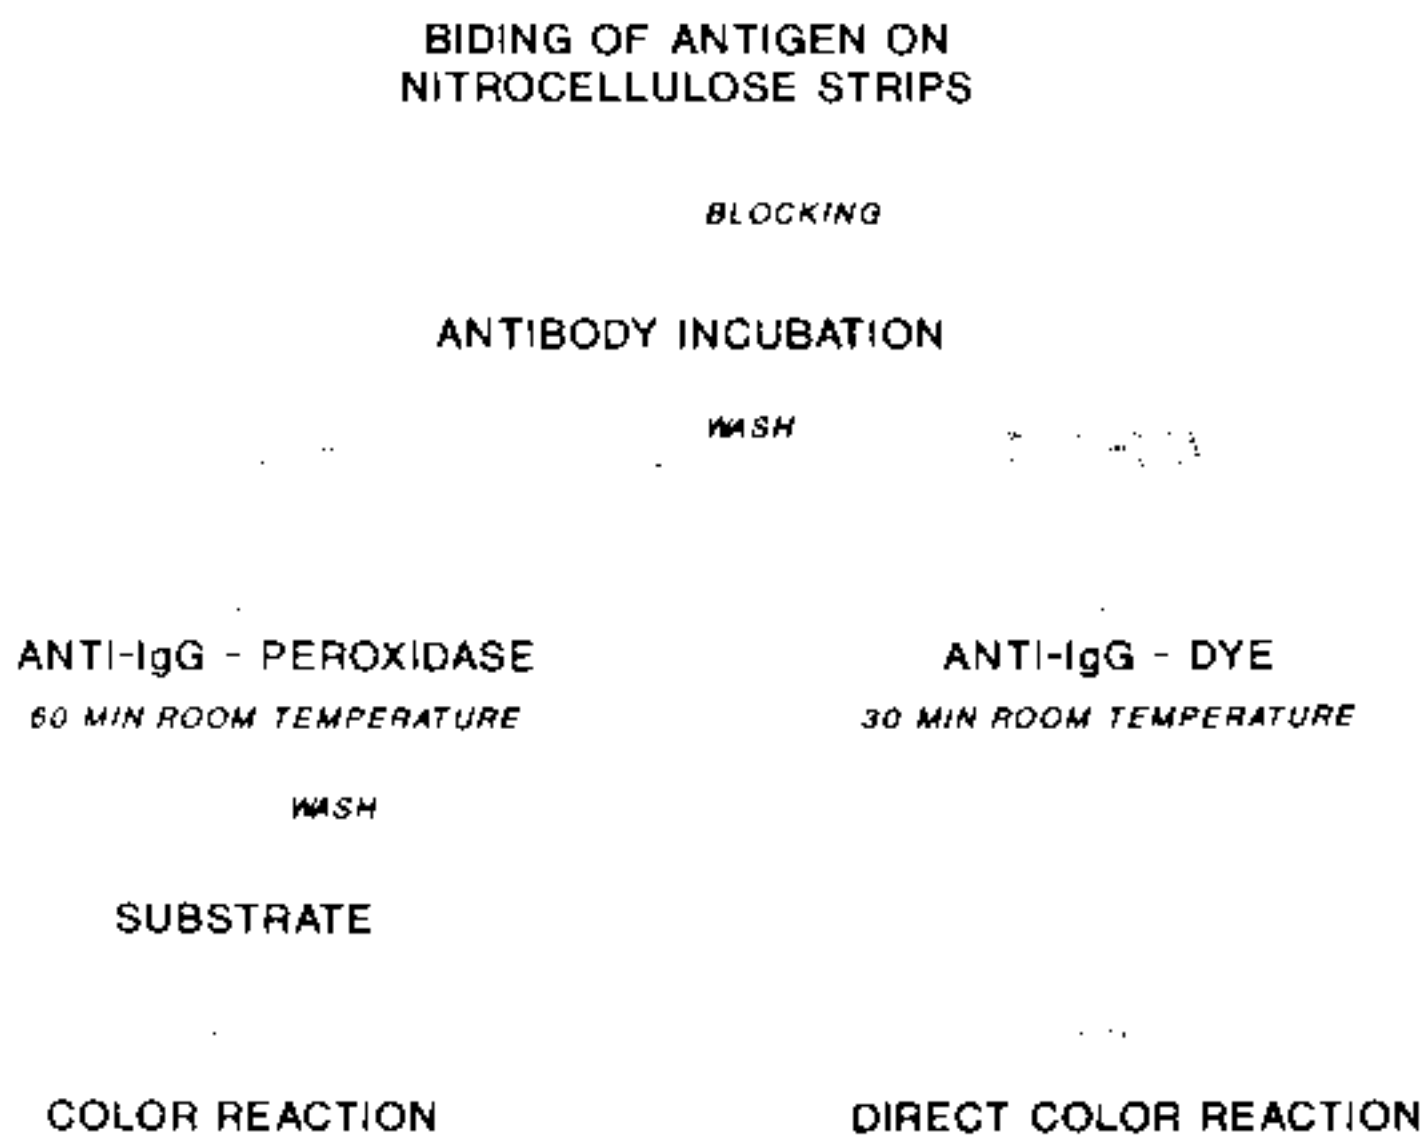 BIDING OF ANTIGEN ON
NITROCELLULOSE STRIPS
BLOCKING
ANTIBODY INCUBATION
WASH
ANTI-IgG - PEROXIDASE
60 MIN ROOM TEMPERATURE
WASH
SUBSTRATE
COLOR REACTION
ANTI-IgG - DYE
30 MIN ROOM TEMPERATURE
DIRECT COLOR REACTION